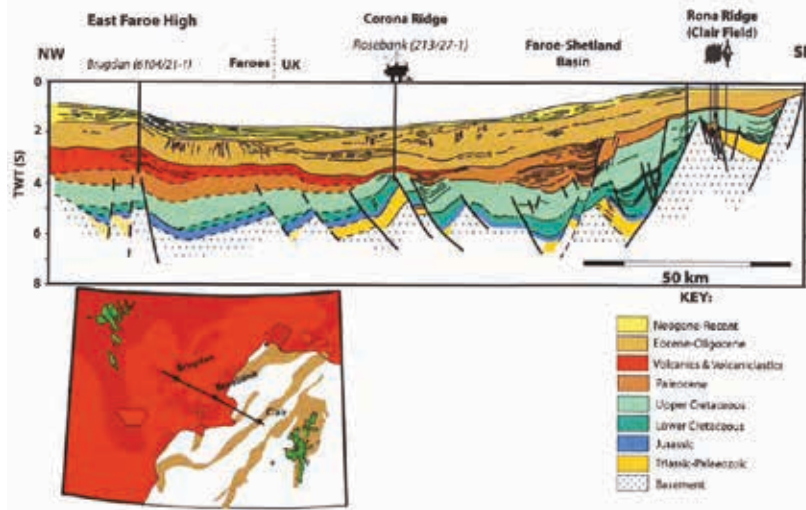 East Faroe High
Corona Ridge
Rona Ridge
(Clair Field)
NW
Brugdan (6104/21-1)
Faroes
UK
Rosebank (213/27-1)
Faroe-Shetland
Basin
SE
TWT (S)
0
2
4
6
8
50 km
KEY:
Neogene-Recent
Eocene-Oligocene
Volcanics & Volcaniclastics
Paleocene
Upper Cretaceous
Lower Cretaceous
Jurassic
Triassic-Palaeozoic
Basement
Brugdan
Rosebank
Clair